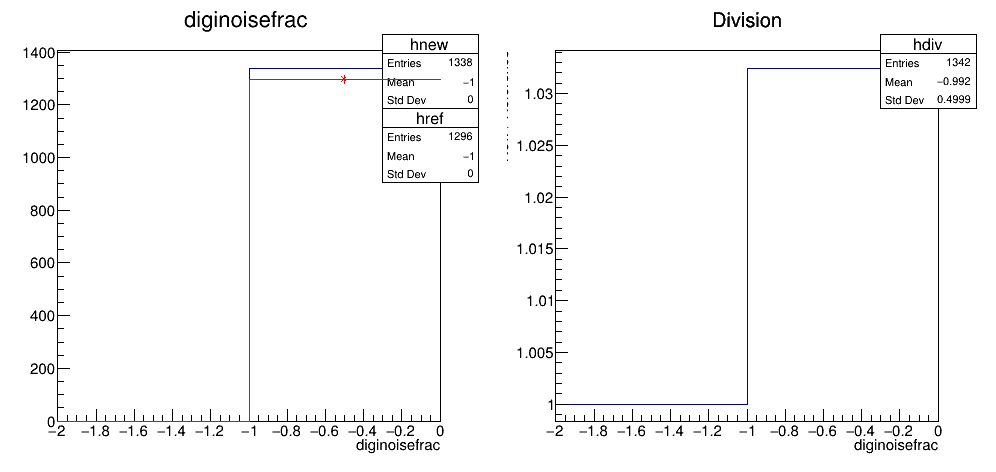 diginoisefrac
hnew
Entries 1338
Mean −1
Std Dev 0
href
Entries 1296
Mean −1
Std Dev 0
1400
1200
1000
800
600
400
200
0
−2 −1.8 −1.6 −1.4 −1.2 −1 −0.8 −0.6 −0.4 −0.2 0
diginoisefrac
Division
hdiv
Entries 1342
Mean −0.992
Std Dev 0.4999
1.03
1.025
1.02
1.015
1.01
1.005
1
−2 −1.8 −1.6 −1.4 −1.2 −1 −0.8 −0.6 −0.4 −0.2 0
diginoisefrac